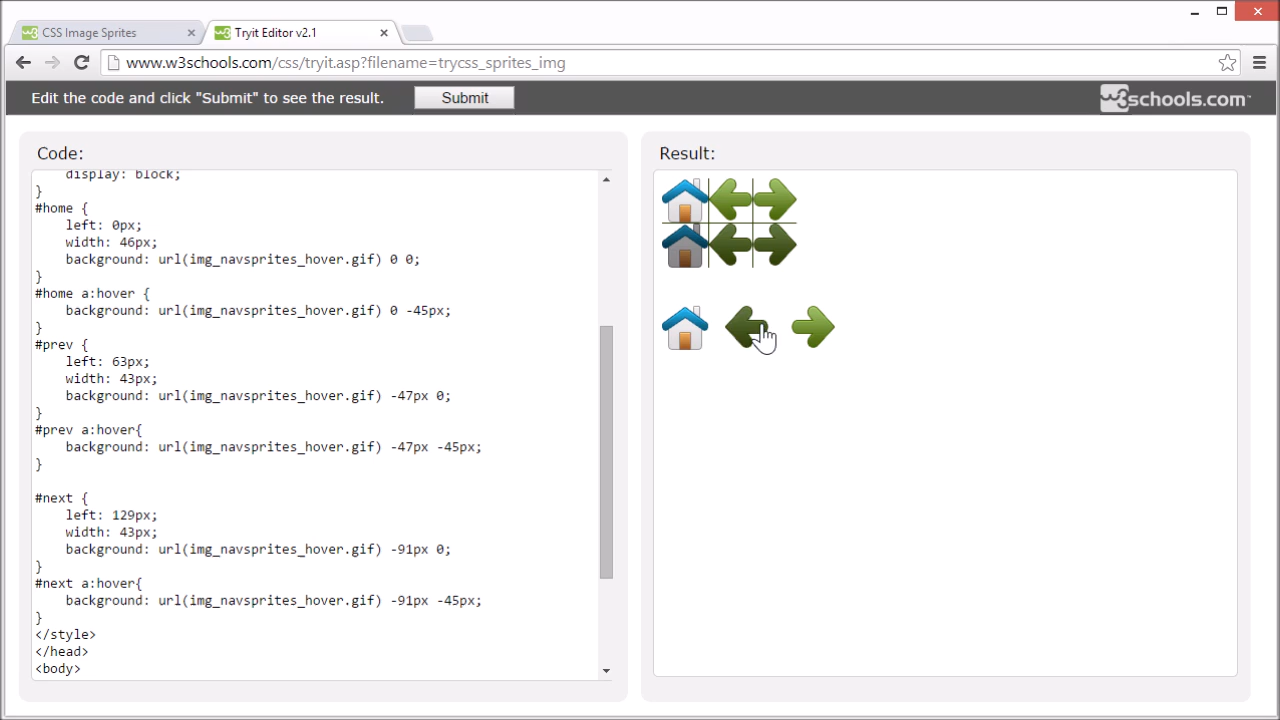 CSS Image Sprites
Tryit Editor v2.1
www.w3schools.com/css/tryit.asp?filename=trycss_sprites_img
Edit the code and click "Submit" to see the result.
Submit
w3schools.com
Code:
display: block;
}
#home {
left: 0px;
width: 46px;
background: url(img_navsprites_hover.gif) 0 0;
}
#home a:hover {
background: url(img_navsprites_hover.gif) 0 -45px;
}
#prev {
left: 63px;
width: 43px;
background: url(img_navsprites_hover.gif) -47px 0;
}
#prev a:hover{
background: url(img_navsprites_hover.gif) -47px -45px;
}
#next {
left: 129px;
width: 43px;
background: url(img_navsprites_hover.gif) -91px 0;
}
#next a:hover{
background: url(img_navsprites_hover.gif) -91px -45px;
}
</style>
</head>
<body>
Result: